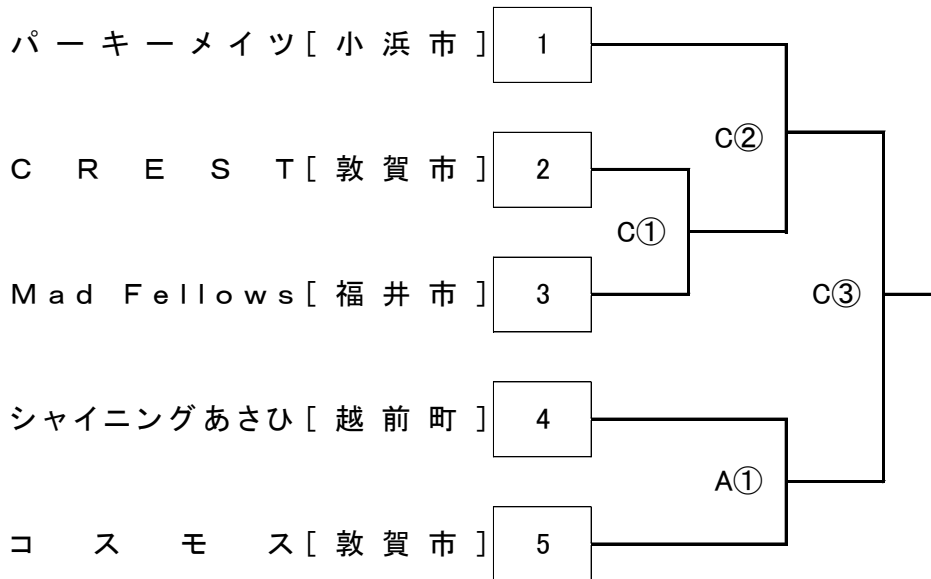 パーキーメイツ[小浜市] 1
C②
CREST[敦賀市] 2
C①
Mad Fellows[福井市] 3
C③
シャイニングあさひ[越前町] 4
A①
コスモス[敦賀市] 5